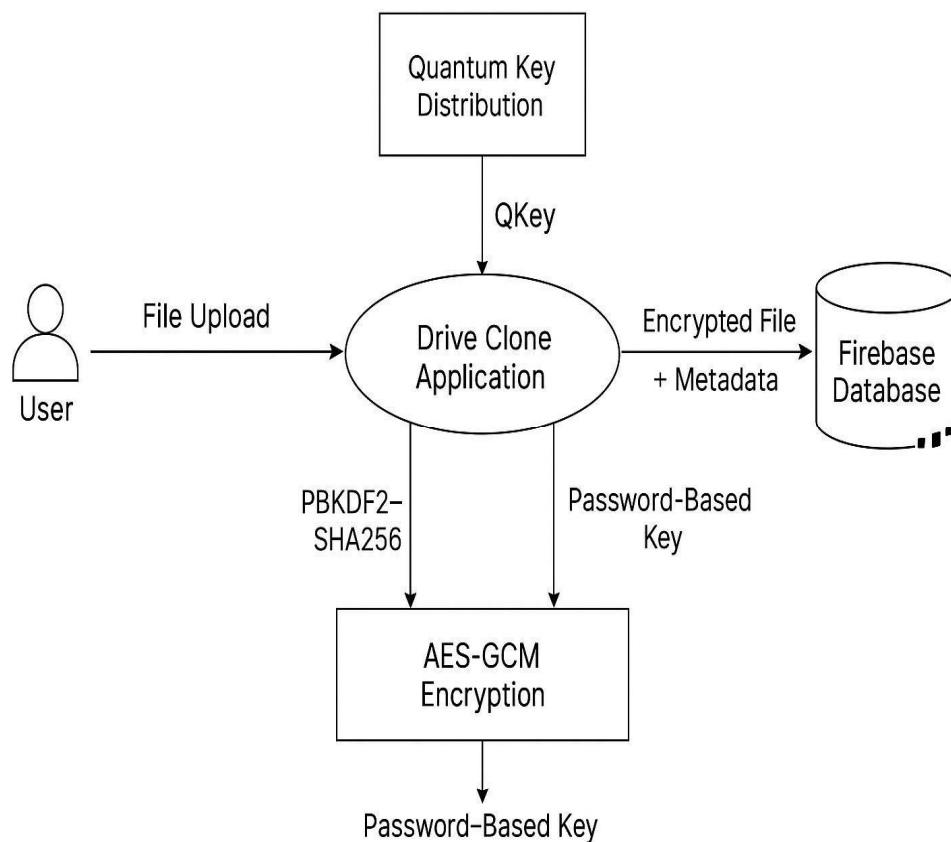 Quantum Key
Distribution
QKey
File Upload
User
Drive Clone
Application
Encrypted File
+ Metadata
Firebase
Database
PBKDF2–
SHA256
Password-Based
Key
AES-GCM
Encryption
Password–Based Key